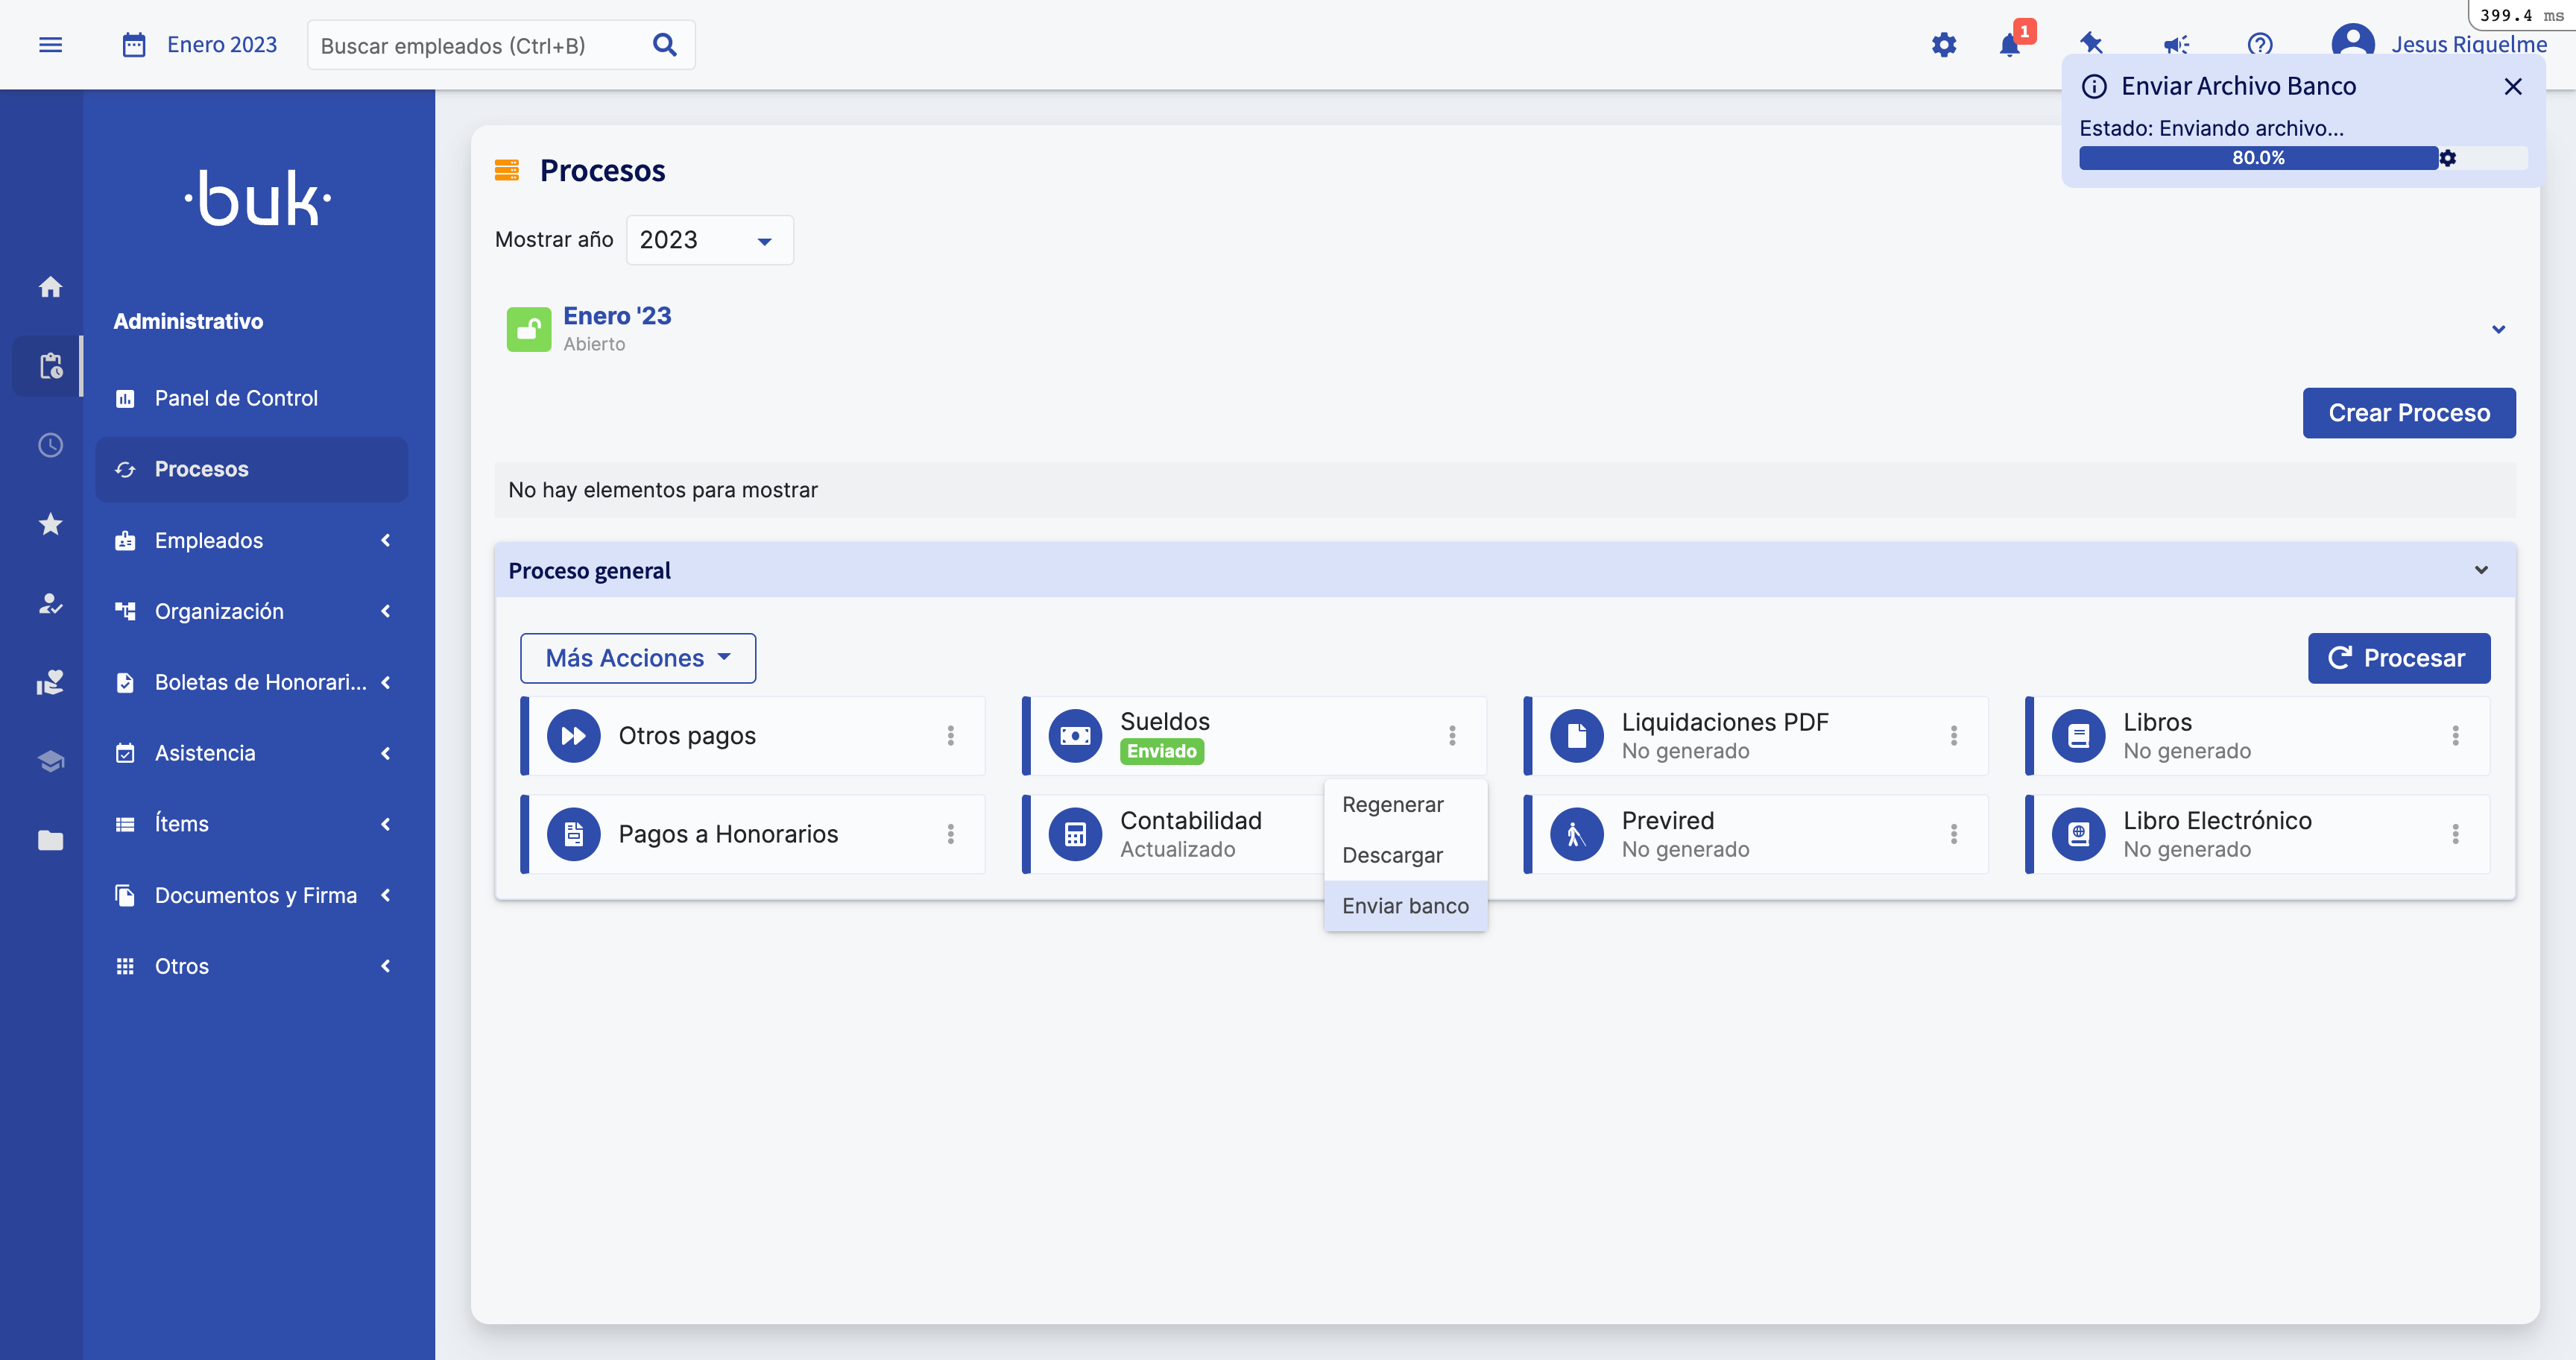 399.4 ms
Enero 2023
Buscar empleados (Ctrl+B)
1
Jesus Riquelme
Enviar Archivo Banco
Estado: Enviando archivo...
80.0%
·buk·
Administrativo
Panel de Control
Procesos
Empleados
Organización
Boletas de Honorari...
Asistencia
Ítems
Documentos y Firma
Otros
Procesos
Mostrar año
2023
Enero '23
Abierto
Crear Proceso
No hay elementos para mostrar
Proceso general
Más Acciones
Procesar
Otros pagos
Sueldos
Enviado
Liquidaciones PDF
No generado
Libros
No generado
Pagos a Honorarios
Contabilidad
Actualizado
Regenerar
Descargar
Enviar banco
Previred
No generado
Libro Electrónico
No generado